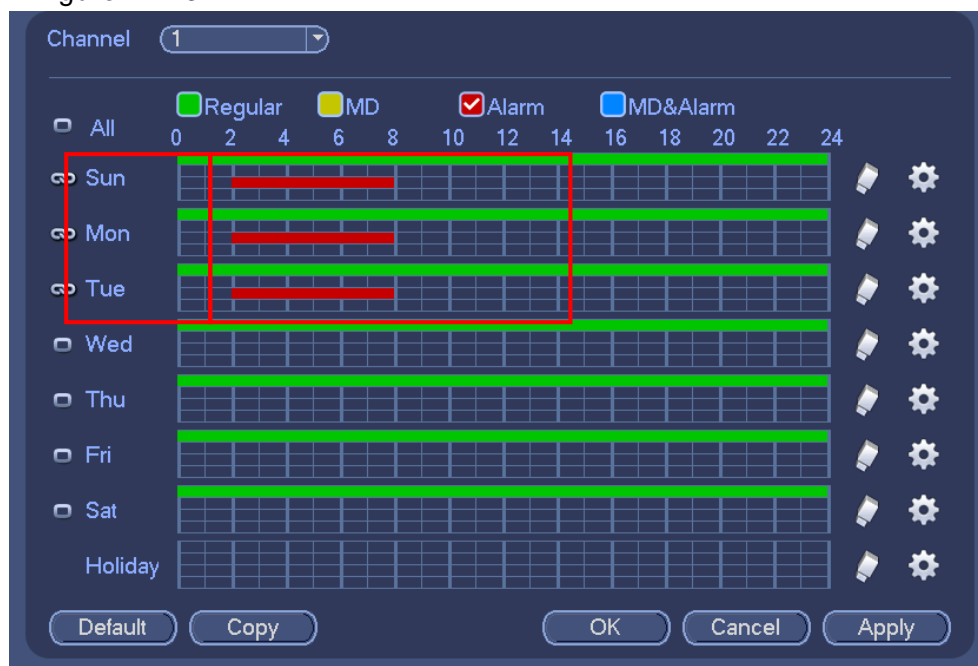 Channel 1
Regular MD Alarm MD&Alarm
All 0 2 4 6 8 10 12 14 16 18 20 22 24
Sun
Mon
Tue
Wed
Thu
Fri
Sat
Holiday
Default Copy OK Cancel Apply